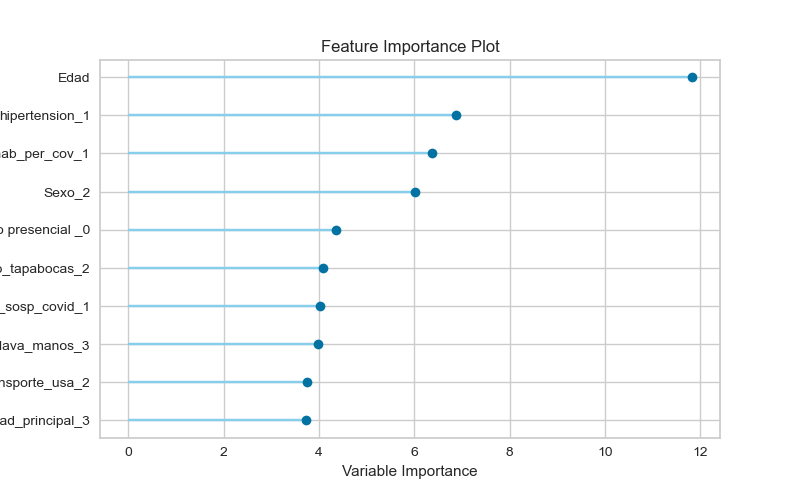 Feature Importance Plot
Edad
hipertension_1
ab_per_cov_1
Sexo_2
o presencial _0
_tapabocas_2
_sosp_covid_1
lava_manos_3
nsporte_usa_2
ad_principal_3
0 2 4 6 8 10 12
Variable Importance